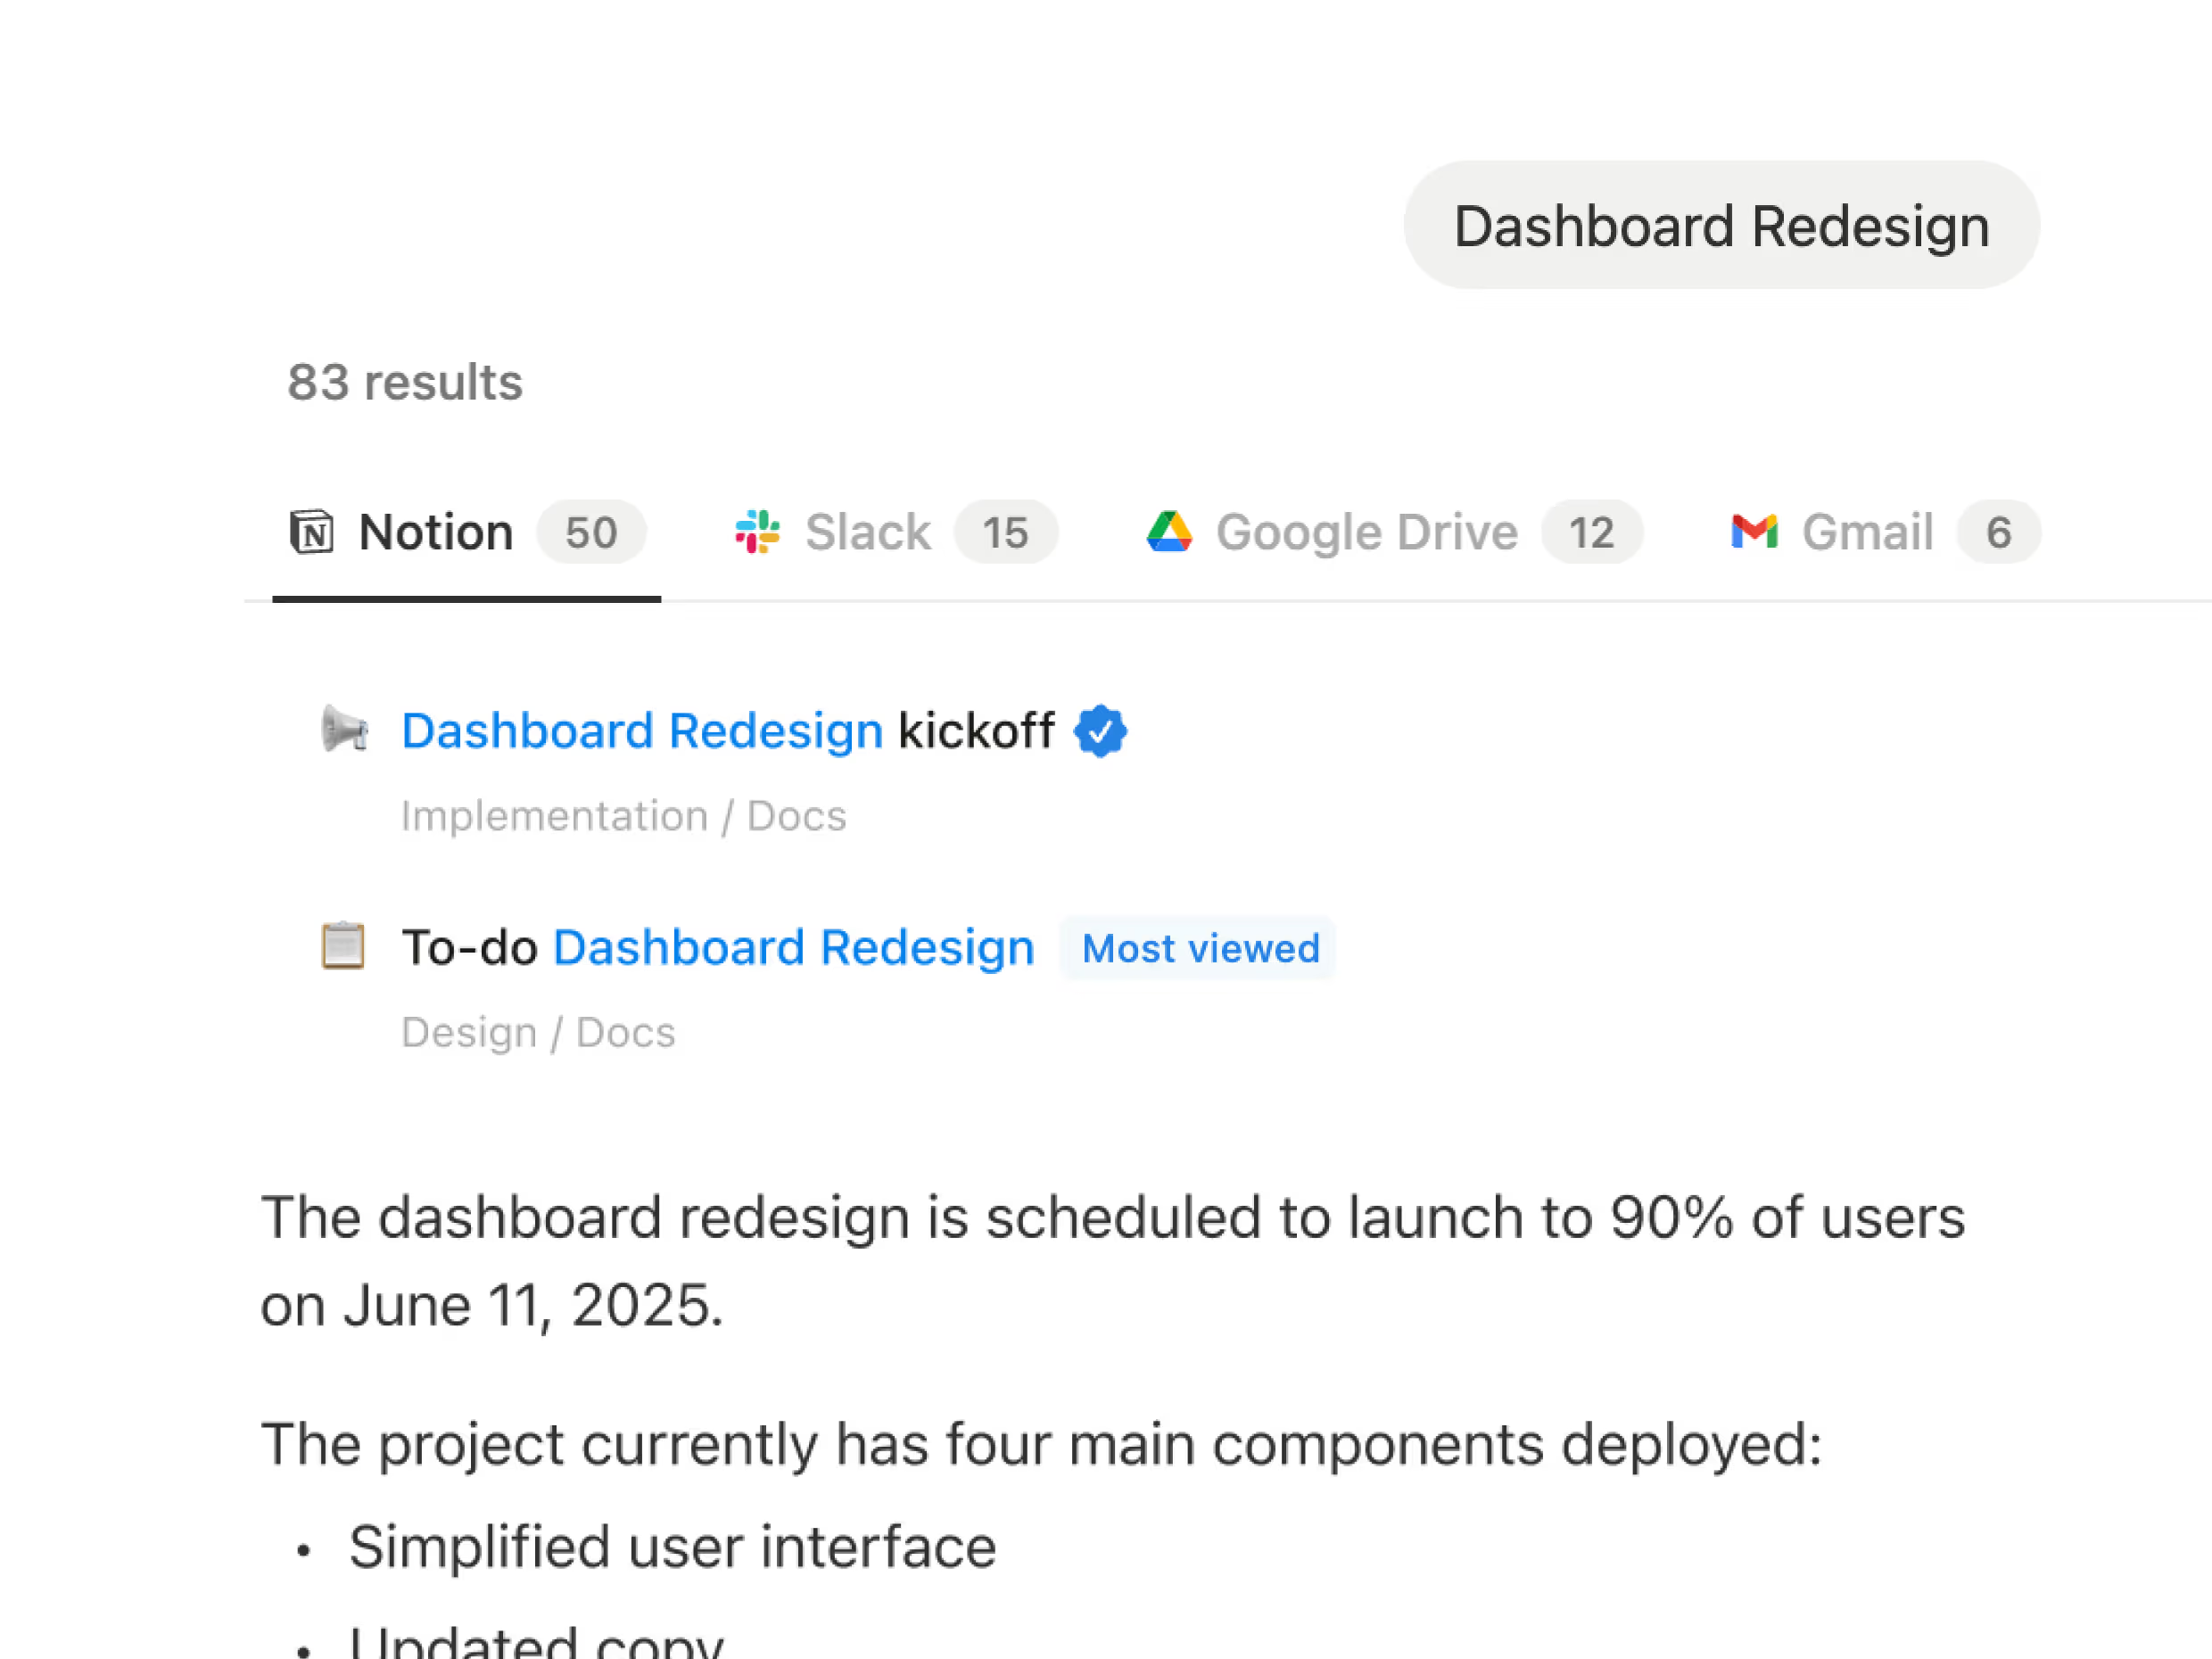 Dashboard Redesign
83 results
Notion 50 Slack 15 Google Drive 12 Gmail 6
Dashboard Redesign kickoff
Implementation / Docs
To-do Dashboard Redesign Most viewed
Design / Docs
The dashboard redesign is scheduled to launch to 90% of users
on June 11, 2025.
The project currently has four main components deployed:
• Simplified user interface
• Updated copy